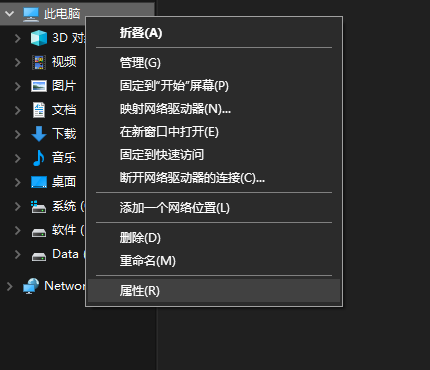 此电脑
折叠(A)
3D 对
管理(G)
视频
固定到“开始”屏幕(P)
图片
映射网络驱动器(N)...
文档
在新窗口中打开(E)
下载
固定到快速访问
音乐
断开网络驱动器的连接(C)...
桌面
添加一个网络位置(L)
系统 (
软件 (
删除(D)
Data (
重命名(M)
Network
属性(R)